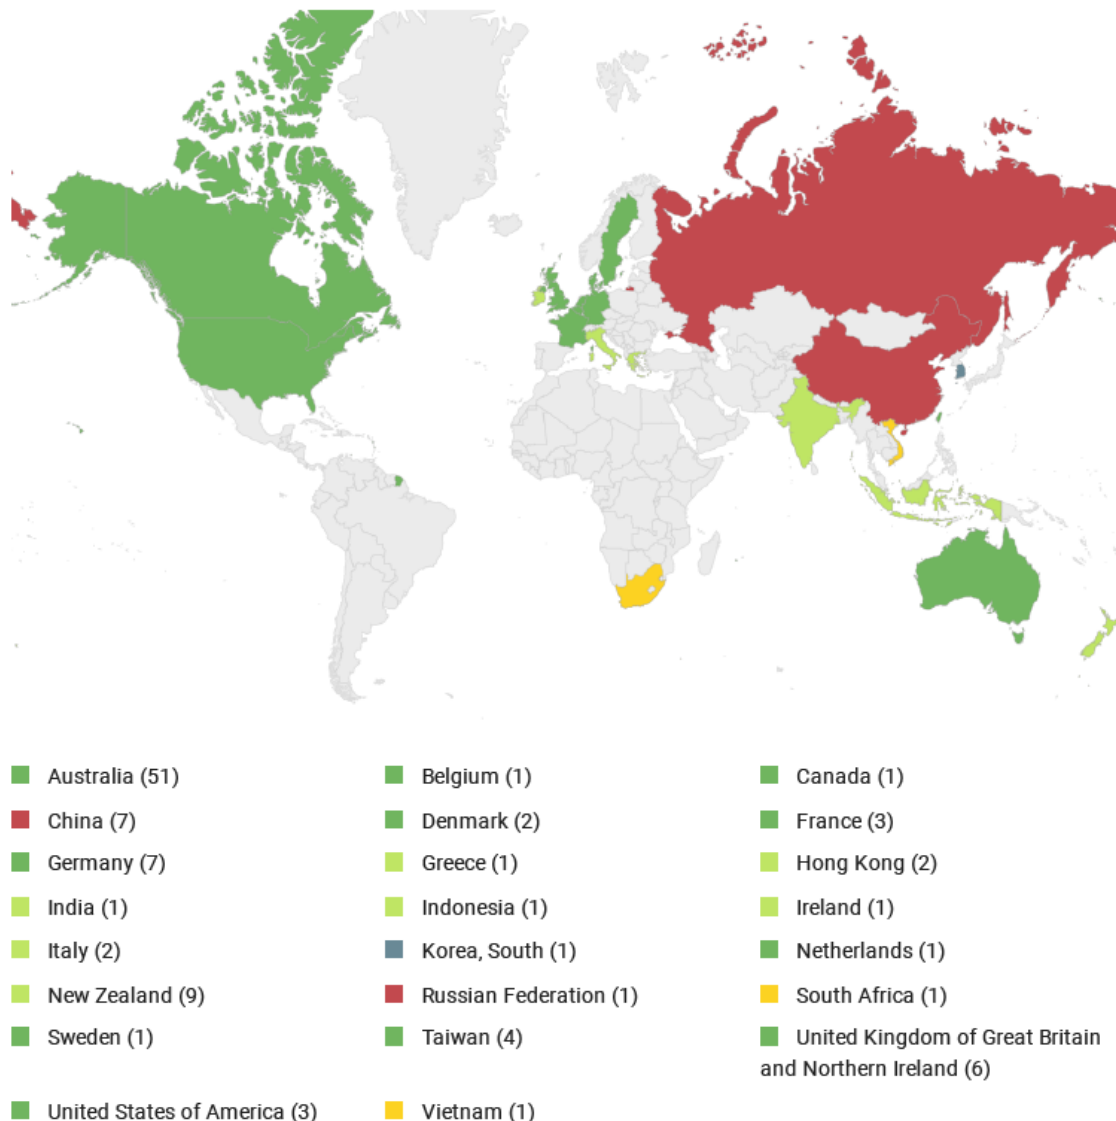 Australia (51)
Belgium (1)
Canada (1)
China (7)
Denmark (2)
France (3)
Germany (7)
Greece (1)
Hong Kong (2)
India (1)
Indonesia (1)
Ireland (1)
Italy (2)
Korea, South (1)
Netherlands (1)
New Zealand (9)
Russian Federation (1)
South Africa (1)
Sweden (1)
Taiwan (4)
United Kingdom of Great Britain
and Northern Ireland (6)
United States of America (3)
Vietnam (1)